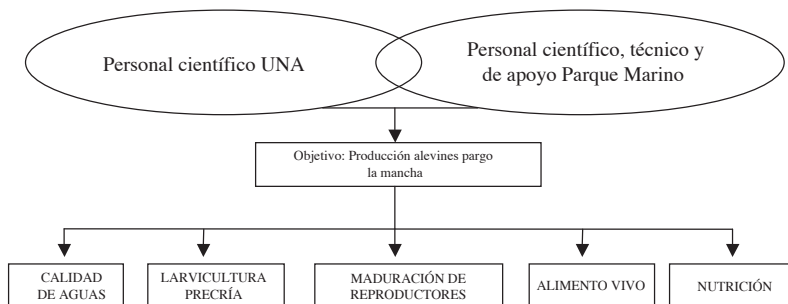 Personal científico UNA
Personal científico, técnico y
de apoyo Parque Marino
Objetivo: Producción alevines pargo
la mancha
CALIDAD
DE AGUAS
LARVICULTURA
PRECRÍA
MADURACIÓN DE
REPRODUCTORES
ALIMENTO VIVO
NUTRICIÓN